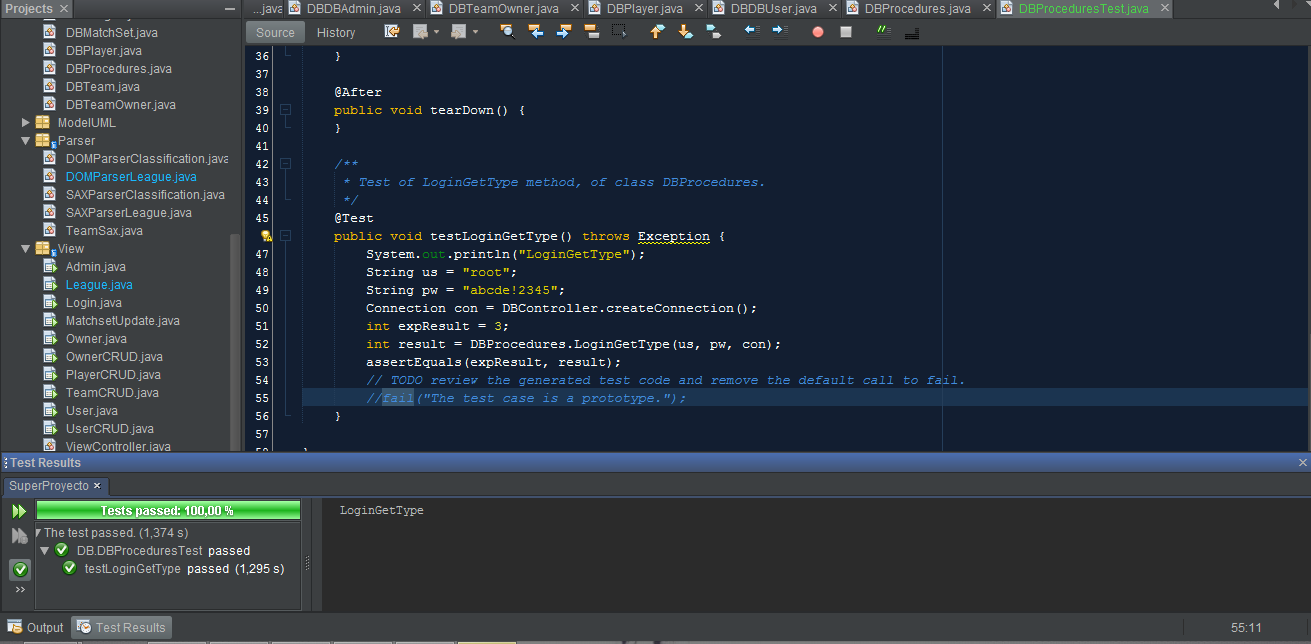 Projects
...java
DBDBAdmin.java
DBTeamOwner.java
DBPlayer.java
DBDBUser.java
DBProcedures.java
DBProceduresTest.java
Source
History
DBMatchSet.java
DBPlayer.java
DBProcedures.java
DBTeam.java
DBTeamOwner.java
ModelUML
Parser
DOMParserClassification.java
DOMParserLeague.java
SAXParserClassification.java
SAXParserLeague.java
TeamSax.java
View
Admin.java
League.java
Login.java
MatchsetUpdate.java
Owner.java
OwnerCRUD.java
PlayerCRUD.java
TeamCRUD.java
User.java
UserCRUD.java
ViewController.java
36 }
37
38 @After
39 public void tearDown() {
40 }
41
42 /**
43 * Test of LoginGetType method, of class DBProcedures.
44 */
45 @Test
public void testLoginGetType() throws Exception {
47 System.out.println("LoginGetType");
48 String us = "root";
49 String pw = "abcde!2345";
50 Connection con = DBController.createConnection();
51 int expResult = 3;
52 int result = DBProcedures.LoginGetType(us, pw, con);
53 assertEquals(expResult, result);
54 // TODO review the generated test code and remove the default call to fail.
55 //fail("The test case is a prototype.");
56 }
57
Test Results
SuperProyecto
Tests passed: 100,00 %
The test passed. (1,374 s)
DB.DBProceduresTest passed
testLoginGetType passed (1,295 s)
LoginGetType
Output
Test Results
55:11